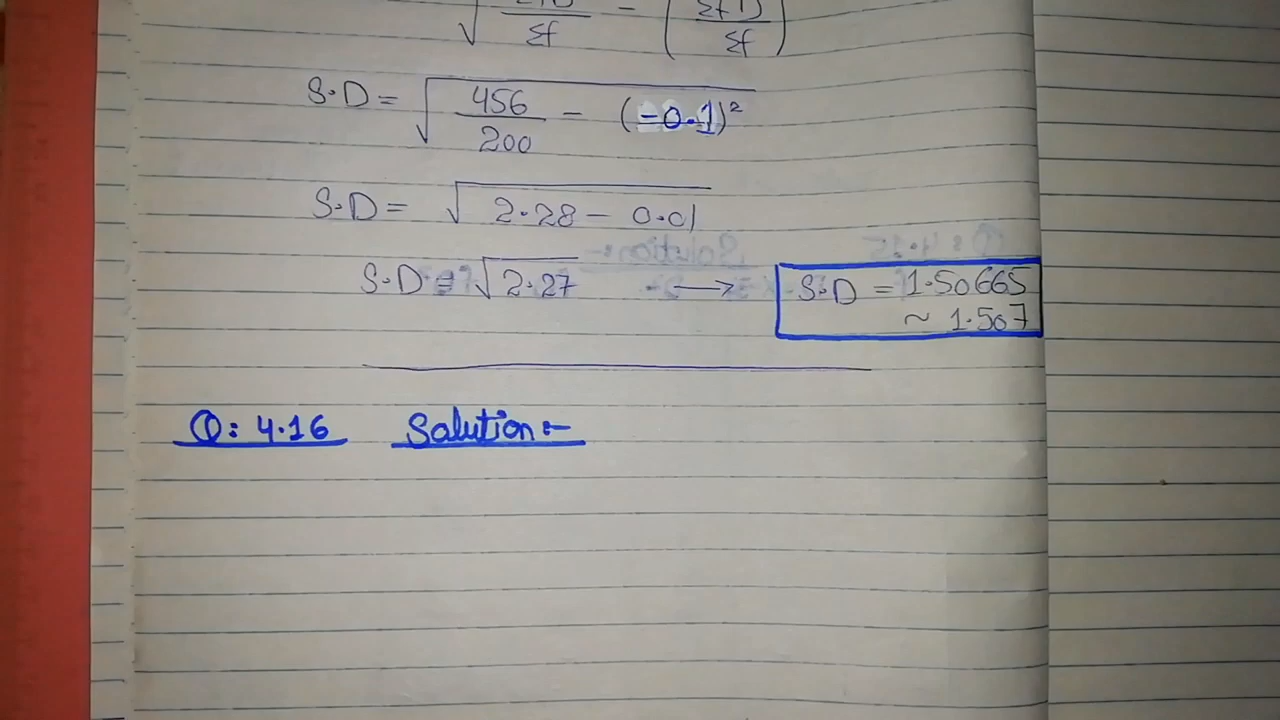 Σf - Σf
S.D = √ 456/200 - (-0.1)²
S.D = √ 2.28 - 0.01
S.D = √2.27 → S.D = 1.50665
~ 1.507
Q: 4.16 Salution:-